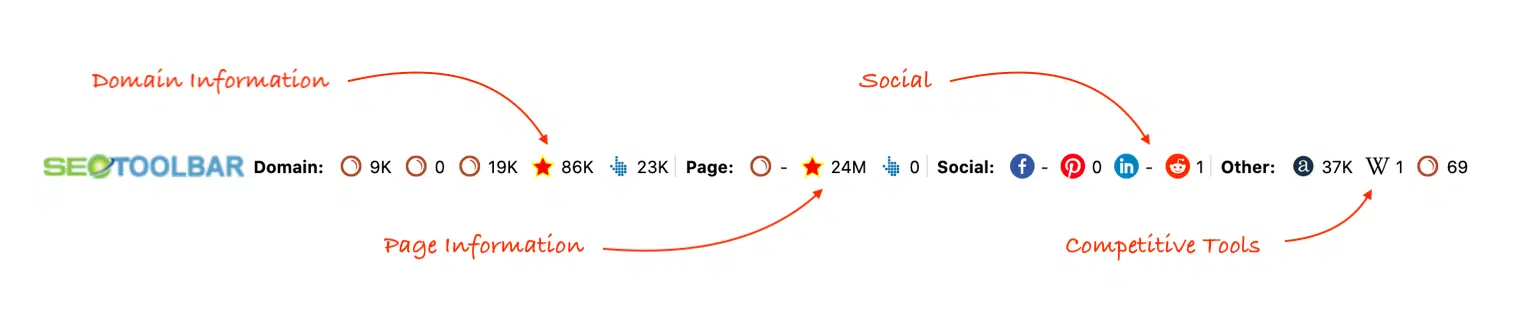 Domain Information
Social
SEOTOOLBAR Domain: 9K 0 19K 86K 23K Page: - 24M 0 Social: - 0 - 1 Other: 37K W 1 69
Page Information
Competitive Tools